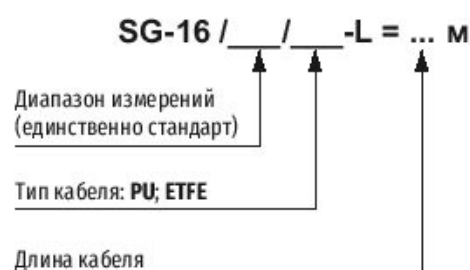 SG-16 /___/___-L = ... м
Диапазон измерений
(единственно стандарт)
Тип кабеля: PU; ETFE
Длина кабеля